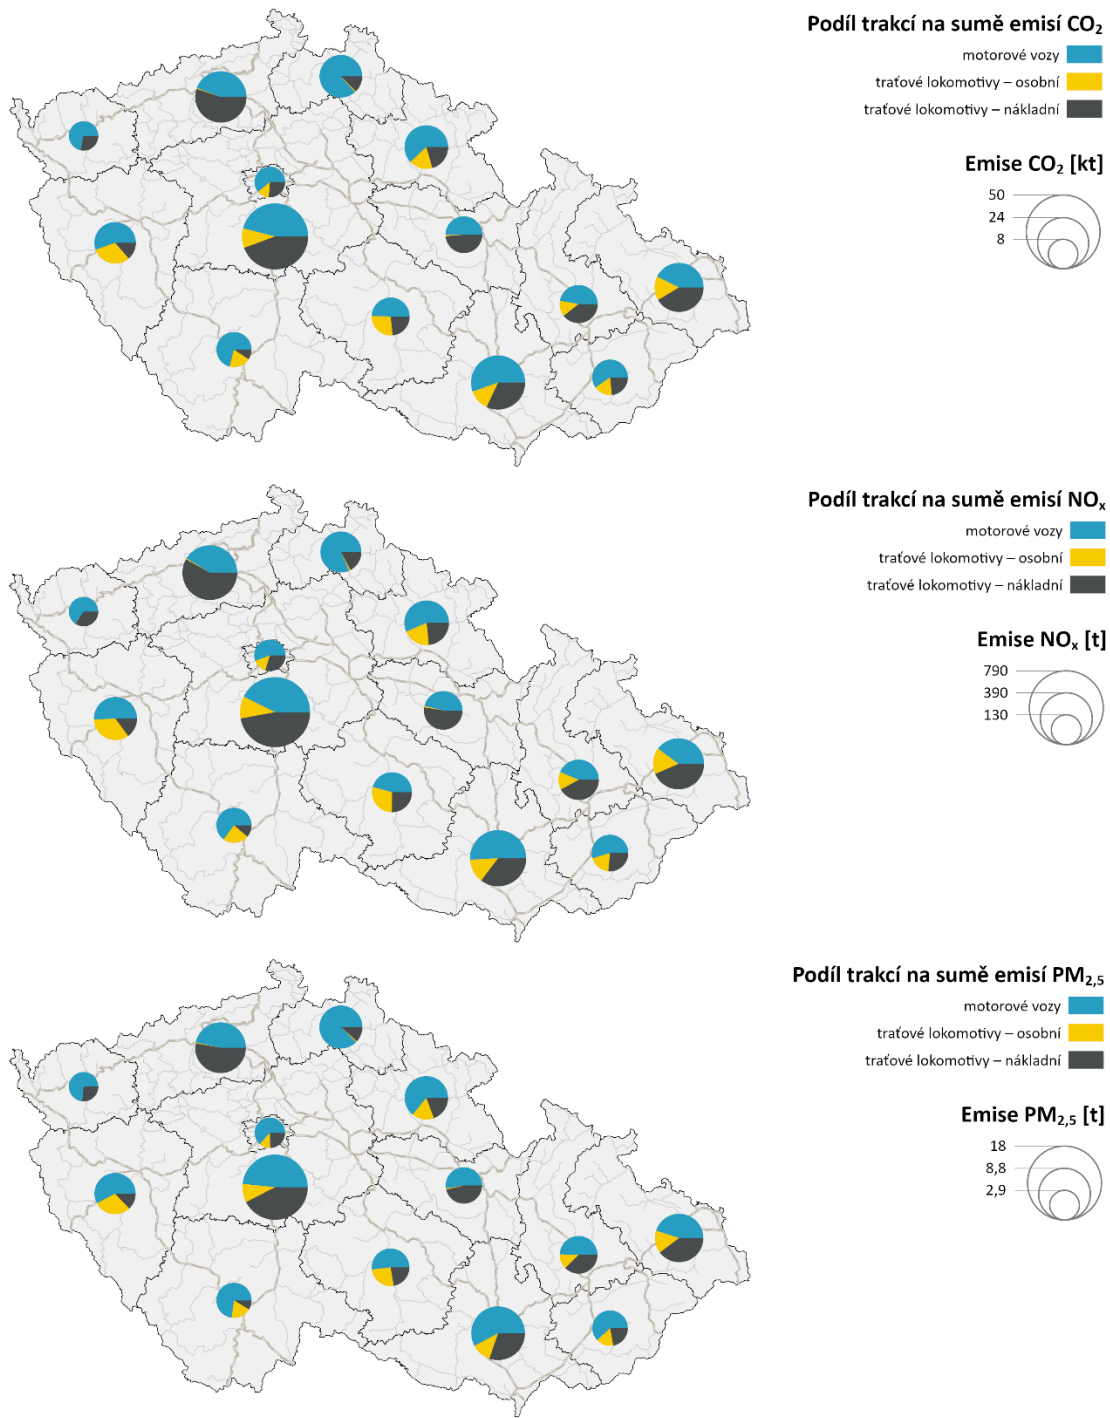 Podíl trakcí na sumě emisí CO₂
motorové vozy
traťové lokomotivy – osobní
traťové lokomotivy – nákladní
Emise CO₂ [kt]
50
24
8
Podíl trakcí na sumě emisí NOₓ
motorové vozy
traťové lokomotivy – osobní
traťové lokomotivy – nákladní
Emise NOₓ [t]
790
390
130
Podíl trakcí na sumě emisí PM₂,₅
motorové vozy
traťové lokomotivy – osobní
traťové lokomotivy – nákladní
Emise PM₂,₅ [t]
18
8,8
2,9